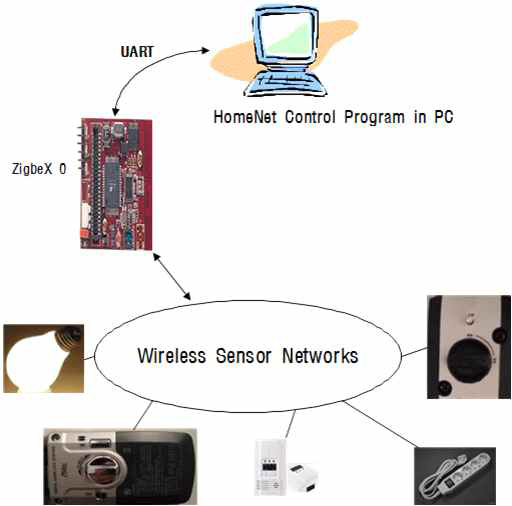 UART
HomeNet Control Program in PC
ZigbeX 0
Wireless Sensor Networks